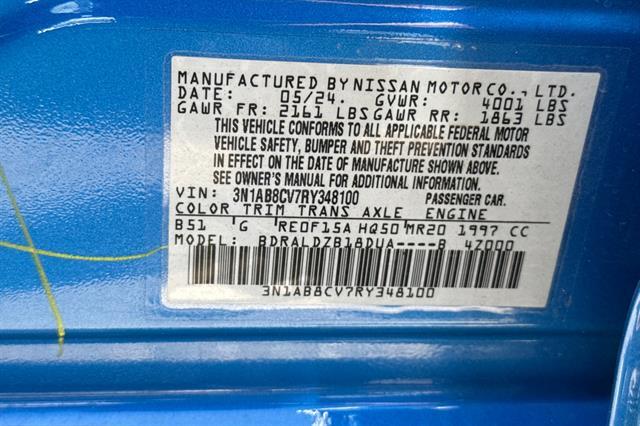 MANUFACTURED BY NISSAN MOTOR CO., LTD.
DATE: 05/24. GVWR: 4001 LBS
GAWR FR: 2161 LBS GAWR RR: 1863 LBS
THIS VEHICLE CONFORMS TO ALL APPLICABLE FEDERAL MOTOR
VEHICLE SAFETY, BUMPER AND THEFT PREVENTION STANDARDS
IN EFFECT ON THE DATE OF MANUFACTURE SHOWN ABOVE.
SEE OWNER'S MANUAL FOR ADDITIONAL INFORMATION.
VIN: 3N1AB8CV7RY348100 PASSENGER CAR.
COLOR TRIM TRANS AXLE ENGINE
B51 G RE0F15A HQ50 MR20 1997 CC
MODEL: BDRALDZB18DUA----B 47000
3N1AB8CV7RY348100